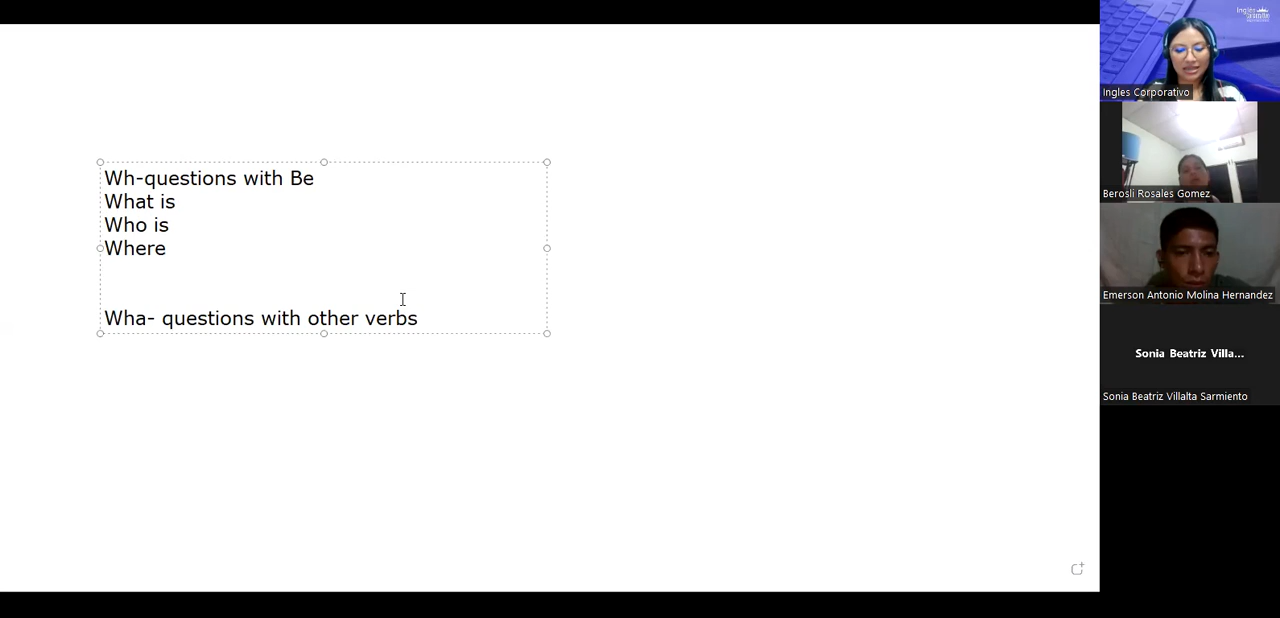 Wh-questions with Be
What is
Who is
Where
Wha- questions with other verbs
Ingles Corporativo
Berosli Rosales Gomez
Emerson Antonio Molina Hernandez
Sonia Beatriz Villa...
Sonia Beatriz Villalta Sarmiento